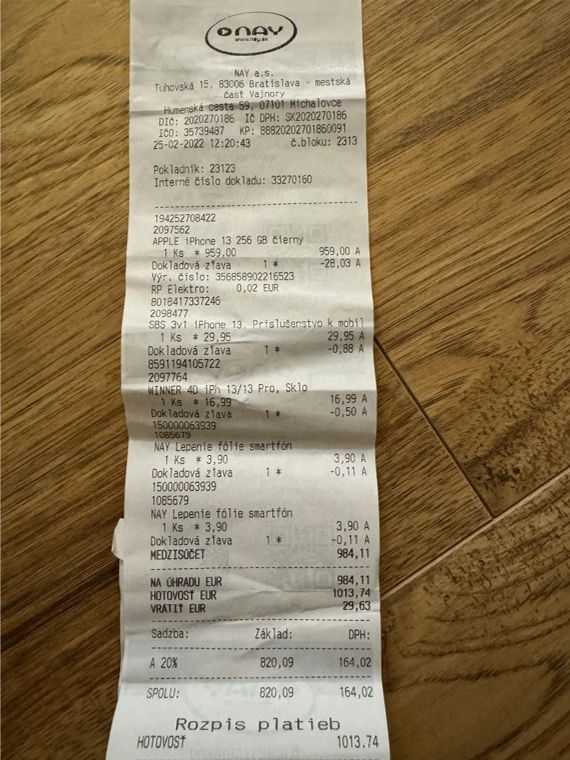 NAY
www.nay.sk
NAY a.s.
Tuhovská 15, 83006 Bratislava - mestská
časť Vajnory
Humenská cesta 59, 07101 Michalovce
DIČ: 2020270186 IČ DPH: SK2020270186
IČO: 35739487 KP: 88820202701860091
25-02-2022 12:20:43 č.bloku: 2313
Pokladník: 23123
Interné číslo dokladu: 33270160
194252708422
2097562
APPLE iPhone 13 256 GB čierny
1 Ks * 959,00 959,00 A
Dokladová zľava 1 * -28,03 A
Výr. číslo: 356858902216523
RP Elektro: 0,02 EUR
8018417337246
2098477
SBS 3v1 iPhone 13, Príslušenstvo k mobil
1 Ks * 29,95 29,95 A
Dokladová zľava 1 * -0,88 A
8591194105722
2097764
WINNER 4D iPh 13/13 Pro, Sklo
1 Ks * 16,99 16,99 A
Dokladová zľava 1 * -0,50 A
150000063939
1085679
NAY Lepenie fólie smartfón
1 Ks * 3,90 3,90 A
Dokladová zľava 1 * -0,11 A
150000063939
1085679
NAY Lepenie fólie smartfón
1 Ks * 3,90 3,90 A
Dokladová zľava 1 * -0,11 A
MEDZISÚČET 984,11
NA ÚHRADU EUR 984,11
HOTOVOSŤ EUR 1013,74
VRÁTIŤ EUR 29,63
Sadzba: Základ: DPH:
A 20% 820,09 164,02
SPOLU: 820,09 164,02
Rozpis platieb
HOTOVOSŤ 1013.74